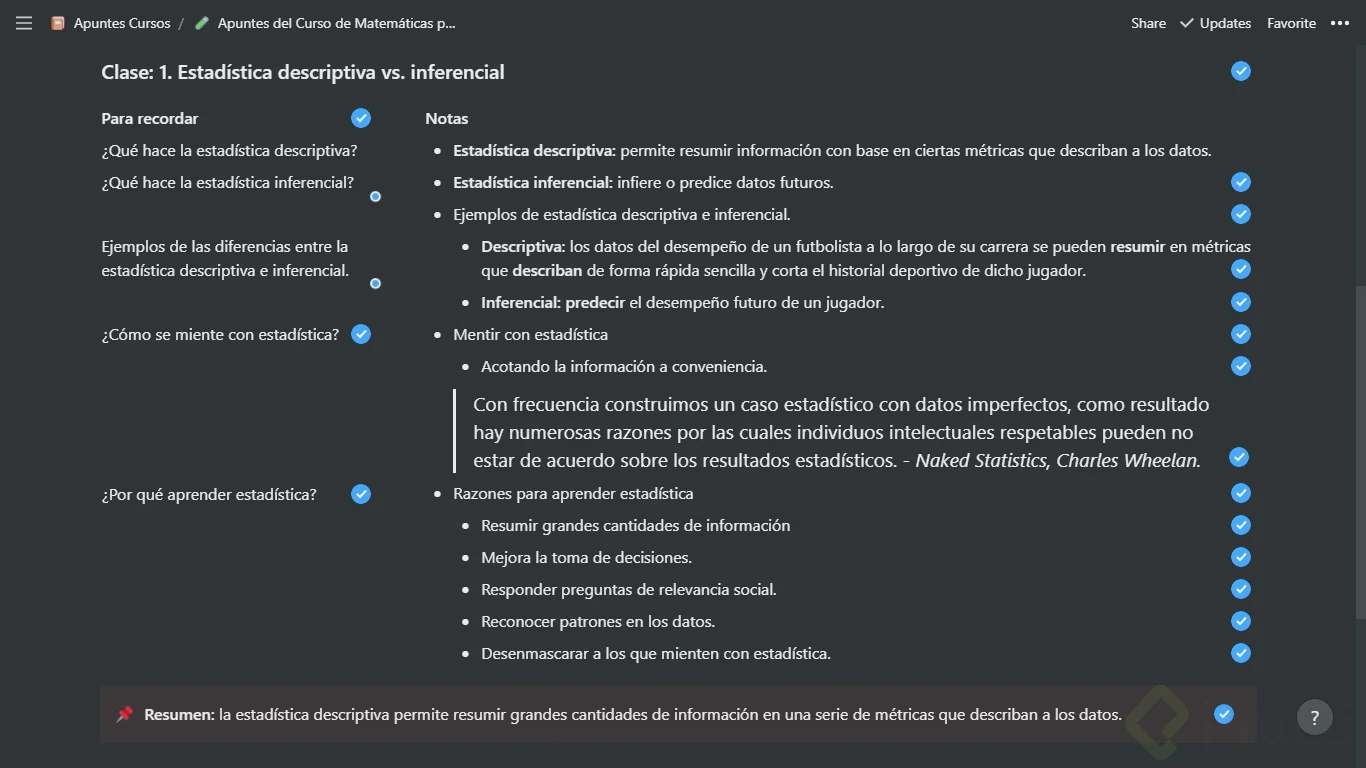 Apuntes Cursos / Apuntes del Curso de Matemáticas p...
Share Updates Favorite
Clase: 1. Estadística descriptiva vs. inferencial
Para recordar
Notas
¿Qué hace la estadística descriptiva?
Estadística descriptiva: permite resumir información con base en ciertas métricas que describan a los datos.
¿Qué hace la estadística inferencial?
Estadística inferencial: infiere o predice datos futuros.
Ejemplos de estadística descriptiva e inferencial.
Ejemplos de las diferencias entre la
estadística descriptiva e inferencial.
Descriptiva: los datos del desempeño de un futbolista a lo largo de su carrera se pueden resumir en métricas
que describan de forma rápida sencilla y corta el historial deportivo de dicho jugador.
Inferencial: predecir el desempeño futuro de un jugador.
¿Cómo se miente con estadística?
Mentir con estadística
Acotando la información a conveniencia.
Con frecuencia construimos un caso estadístico con datos imperfectos, como resultado
hay numerosas razones por las cuales individuos intelectuales respetables pueden no
estar de acuerdo sobre los resultados estadísticos. - Naked Statistics, Charles Wheelan.
¿Por qué aprender estadística?
Razones para aprender estadística
Resumir grandes cantidades de información
Mejora la toma de decisiones.
Responder preguntas de relevancia social.
Reconocer patrones en los datos.
Desenmascarar a los que mienten con estadística.
Resumen: la estadística descriptiva permite resumir grandes cantidades de información en una serie de métricas que describan a los datos.
?